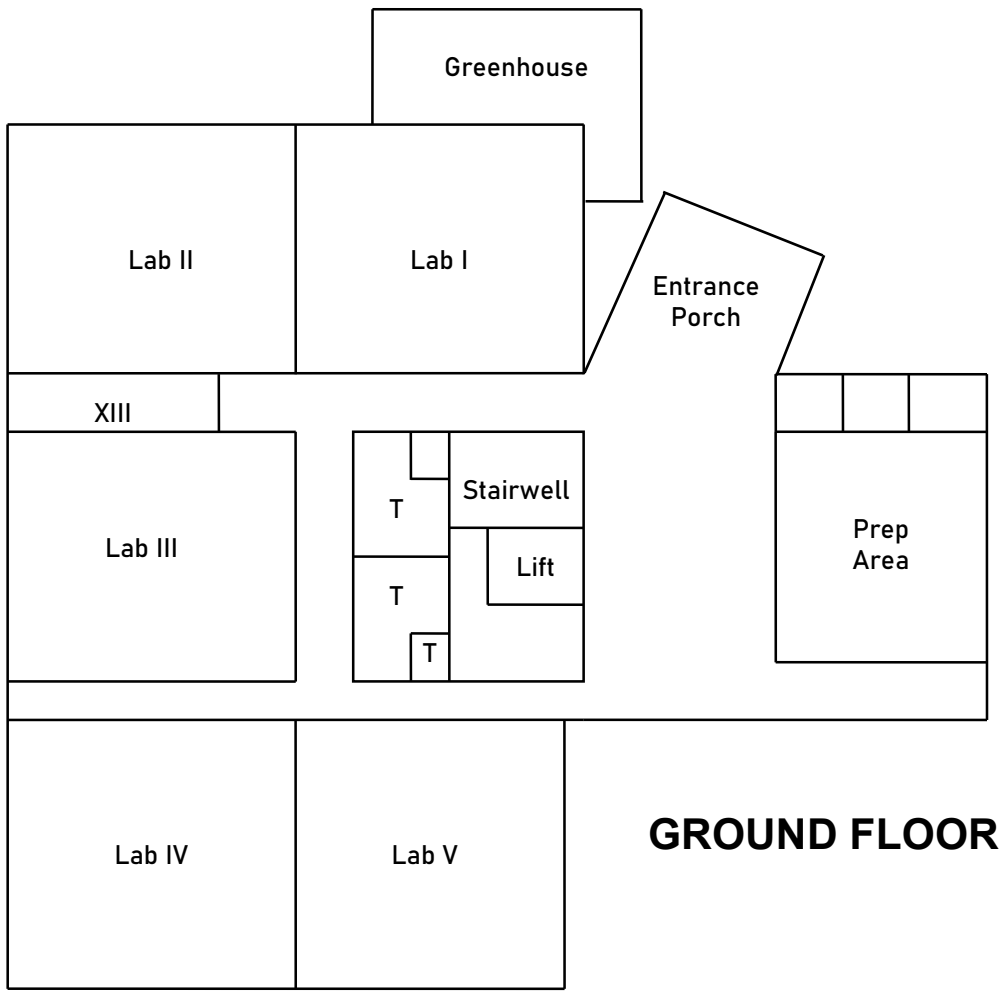 Greenhouse
Lab II
Lab I
Entrance
Porch
XIII
Stairwell
T
Lab III
Lift
Prep
Area
T
T
GROUND FLOOR
Lab IV
Lab V